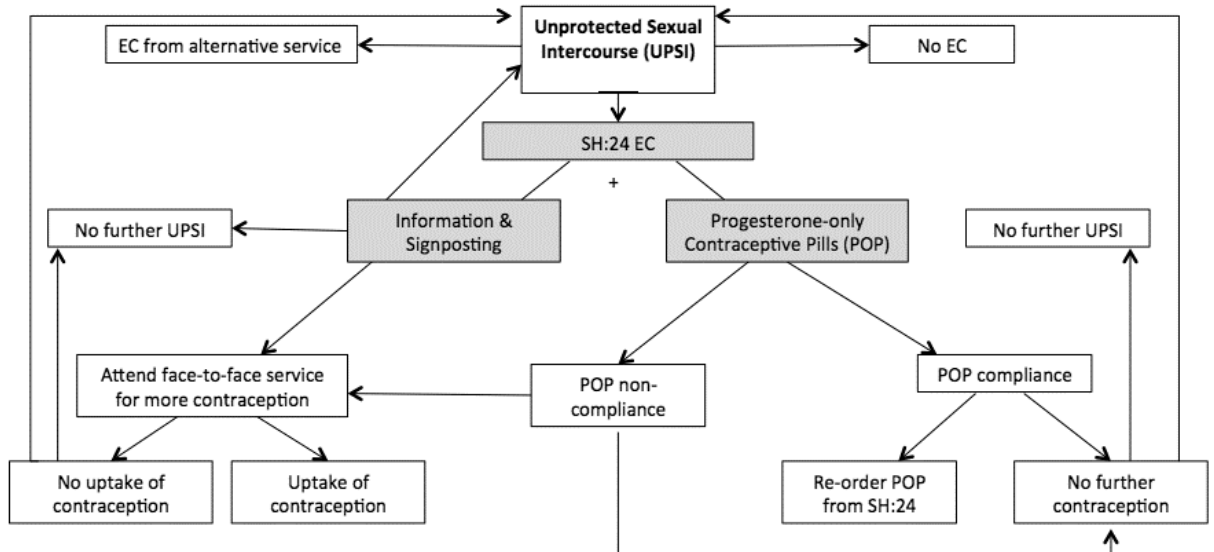 Unprotected Sexual
Intercourse (UPSI)
EC from alternative service
No EC
SH:24 EC
+
Information &
Signposting
Progesterone-only
Contraceptive Pills (POP)
No further UPSI
No further UPSI
Attend face-to-face service
for more contraception
POP non-
compliance
POP compliance
No uptake of
contraception
Uptake of
contraception
Re-order POP
from SH:24
No further
contraception